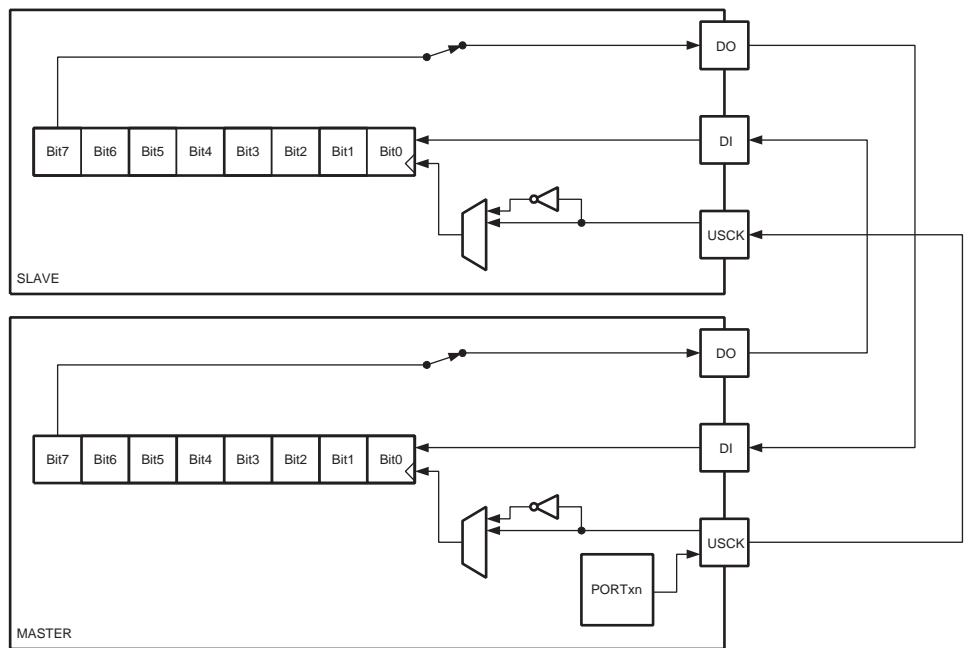 DO
Bit7 Bit6 Bit5 Bit4 Bit3 Bit2 Bit1 Bit0
DI
USCK
SLAVE
DO
Bit7 Bit6 Bit5 Bit4 Bit3 Bit2 Bit1 Bit0
DI
USCK
PORTxn
MASTER